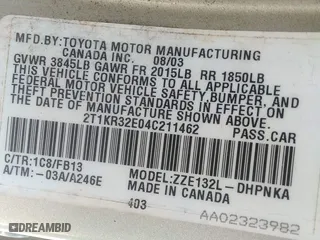 MFD.BY:TOYOTA MOTOR MANUFACTURING
CANADA INC. 08/03
GVWR 3845LB GAWR FR 2015LB RR 1850LB
THIS VEHICLE CONFORMS TO ALL APPLICABLE
FEDERAL MOTOR VEHICLE SAFETY, BUMPER, AND
THEFT PREVENTION STANDARDS IN EFFECT ON
THE DATE OF MANUFACTURE SHOWN ABOVE.
2T1KR32E04C211462 PASS.CAR
C/TR:1C8/FB13 MODEL:ZZE132L-DHPNKA
A/TM:-03A/A246E MADE IN CANADA
403 AA02323982